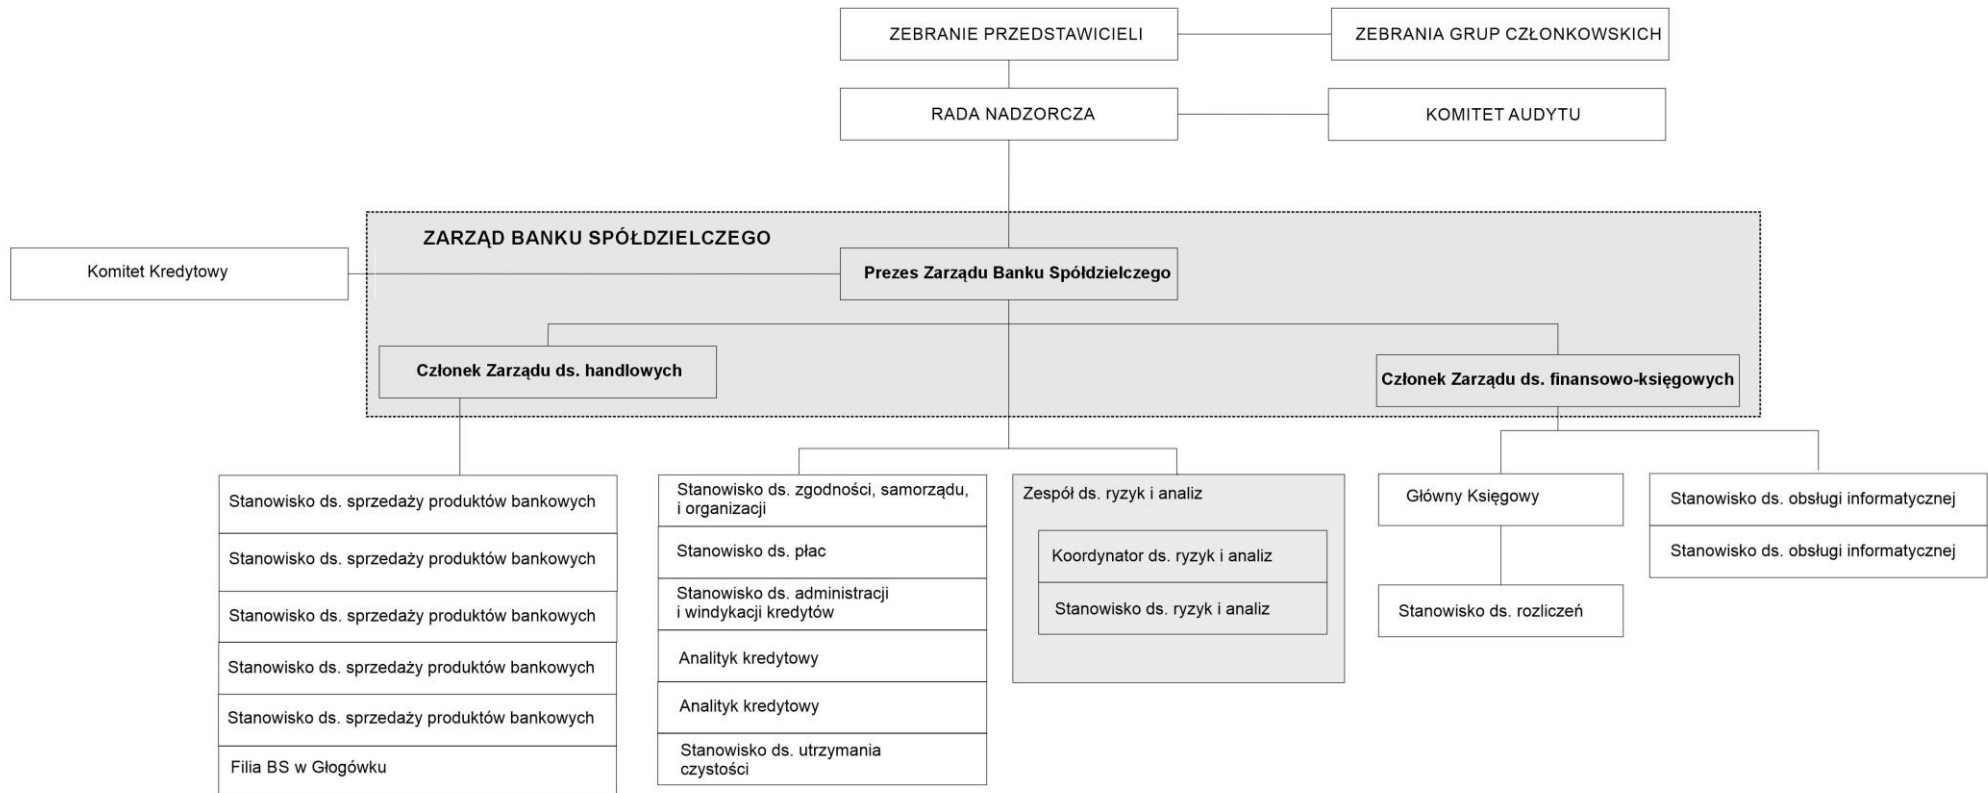 ZEBRANIE PRZEDSTAWICIELI
ZEBRANIA GRUP CZŁONKOWSKICH
RADA NADZORCZA
KOMITET AUDYTU
ZARZĄD BANKU SPÓŁDZIELCZEGO
Komitet Kredytowy
Prezes Zarządu Banku Spółdzielczego
Członek Zarządu ds. handlowych
Członek Zarządu ds. finansowo-księgowych
Stanowisko ds. sprzedaży produktów bankowych
Stanowisko ds. sprzedaży produktów bankowych
Stanowisko ds. sprzedaży produktów bankowych
Stanowisko ds. sprzedaży produktów bankowych
Stanowisko ds. sprzedaży produktów bankowych
Filia BS w Głogówku
Stanowisko ds. zgodności, samorządu,
i organizacji
Stanowisko ds. płac
Stanowisko ds. administracji
i windykacji kredytów
Analityk kredytowy
Analityk kredytowy
Stanowisko ds. utrzymania
czystości
Zespół ds. ryzyk i analiz
Koordynator ds. ryzyk i analiz
Stanowisko ds. ryzyk i analiz
Główny Księgowy
Stanowisko ds. rozliczeń
Stanowisko ds. obsługi informatycznej
Stanowisko ds. obsługi informatycznej